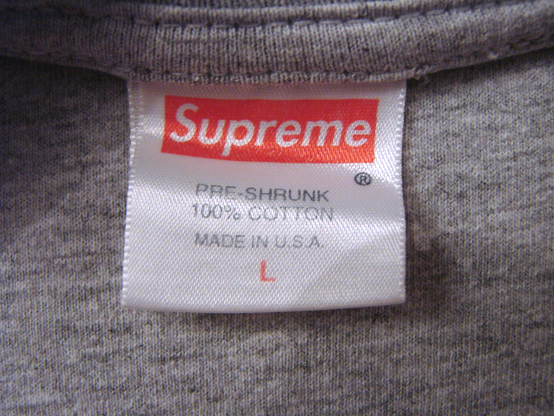 Supreme
®
PRE-SHRUNK
100% COTTON
MADE IN U.S.A.
L